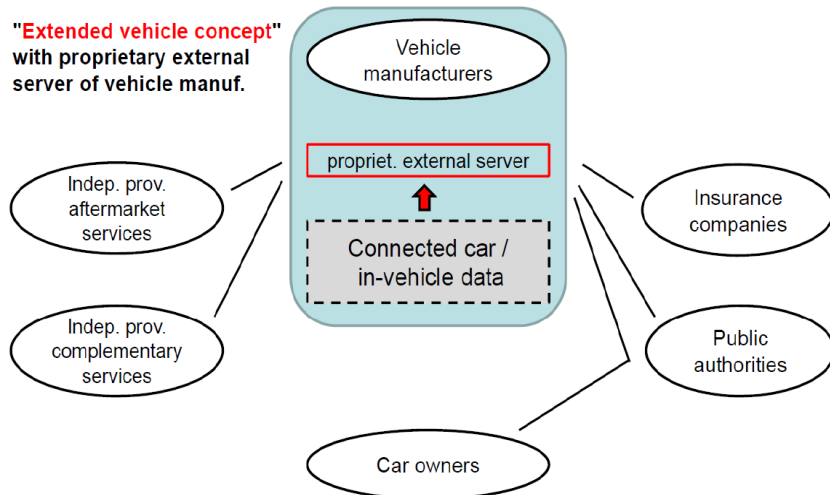 "Extended vehicle concept"
with proprietary external
server of vehicle manuf.
Vehicle
manufacturers
propriet. external server
Connected car /
in-vehicle data
Indep. prov.
aftermarket
services
Indep. prov.
complementary
services
Insurance
companies
Public
authorities
Car owners